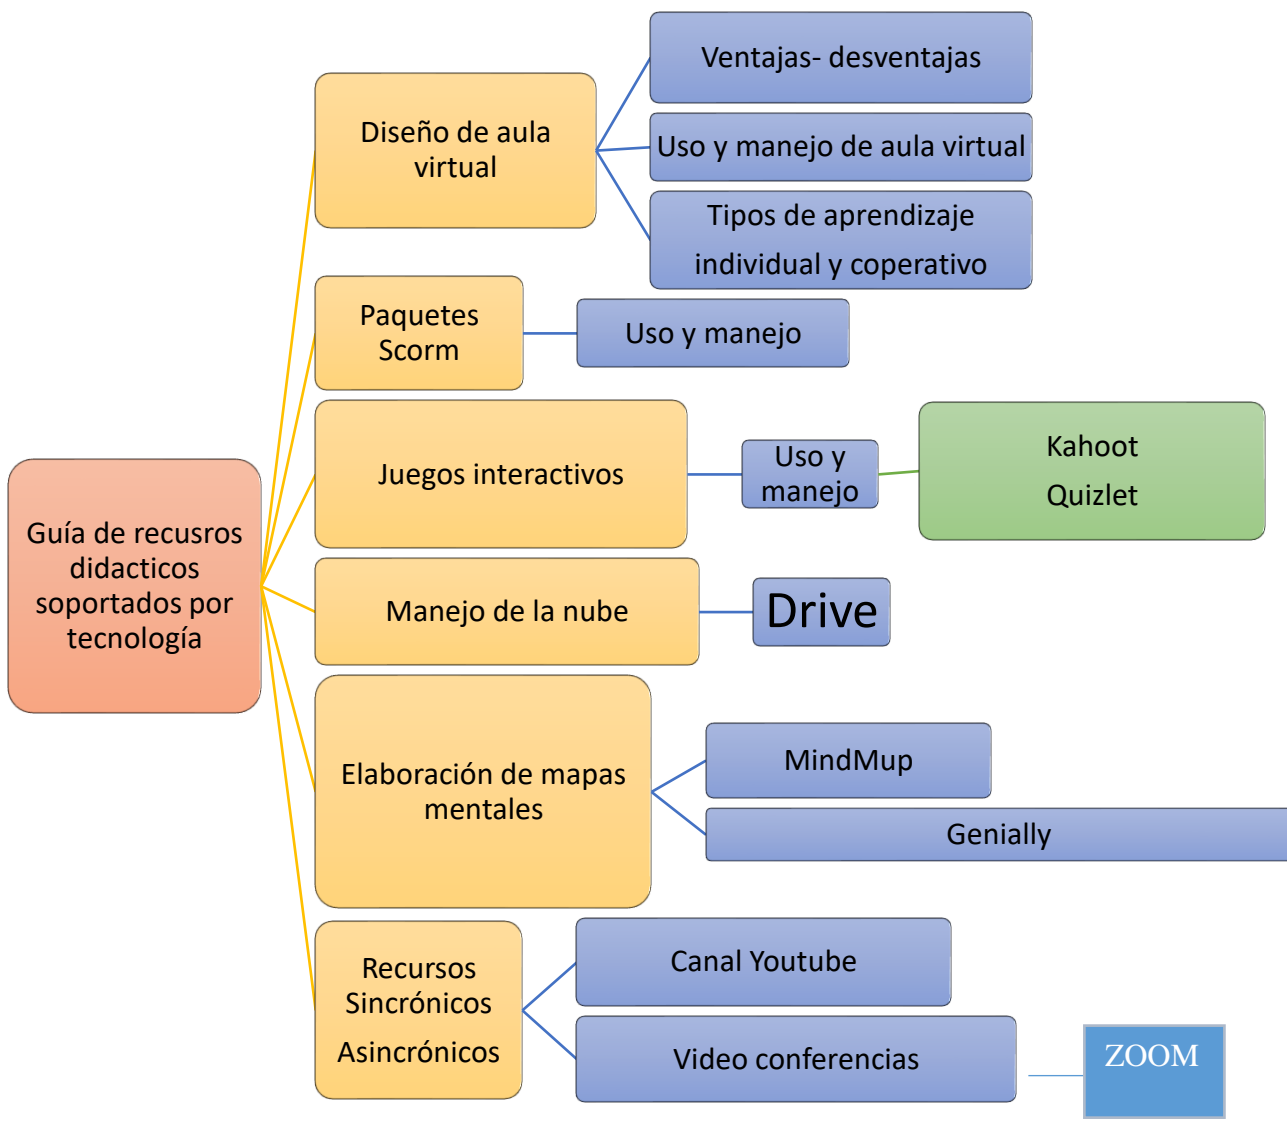 Guía de recusros
didacticos
soportados por
tecnología
Diseño de aula
virtual
Ventajas- desventajas
Uso y manejo de aula virtual
Tipos de aprendizaje
individual y coperativo
Paquetes
Scorm
Uso y manejo
Juegos interactivos
Uso y
manejo
Kahoot
Quizlet
Manejo de la nube
Drive
Elaboración de mapas
mentales
MindMup
Genially
Recursos
Sincrónicos
Asincrónicos
Canal Youtube
Video conferencias
ZOOM